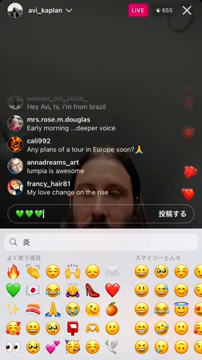 avi_kaplan
LIVE
655
Hey Avi, hi, i'm from brazil
mrs.rose.m.douglas
Early morning ...deeper voice
cali992
Any plans of a tour in Europe soon?🙏
annadreams_art
lumpia is awesome
francy_hair81
My love change on the rise
💚💚💚
投稿する
炎
よく使う項目
スマイリーと人々